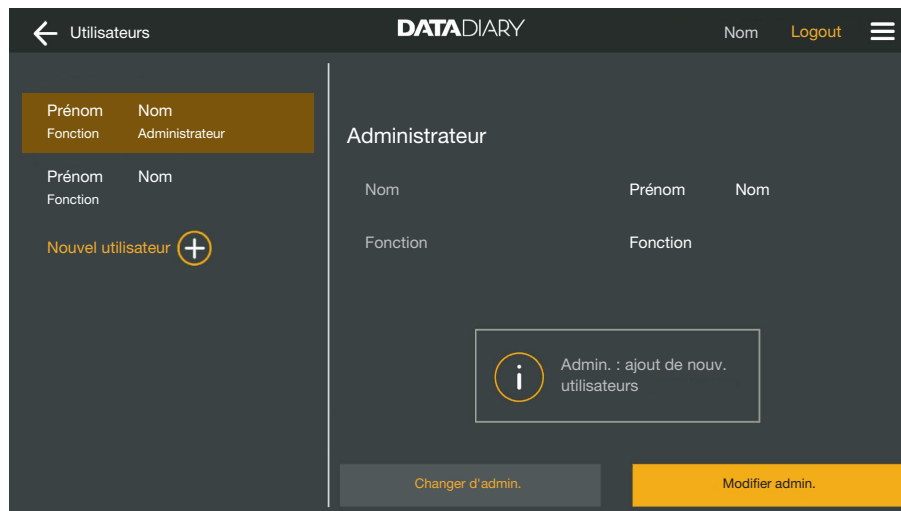 Utilisateurs
DATADIARY
Nom Logout
Prénom Nom
Fonction Administrateur
Prénom Nom
Fonction
Nouvel utilisateur
Administrateur
Nom Prénom Nom
Fonction Fonction
Admin. : ajout de nouv.
utilisateurs
Changer d'admin.
Modifier admin.